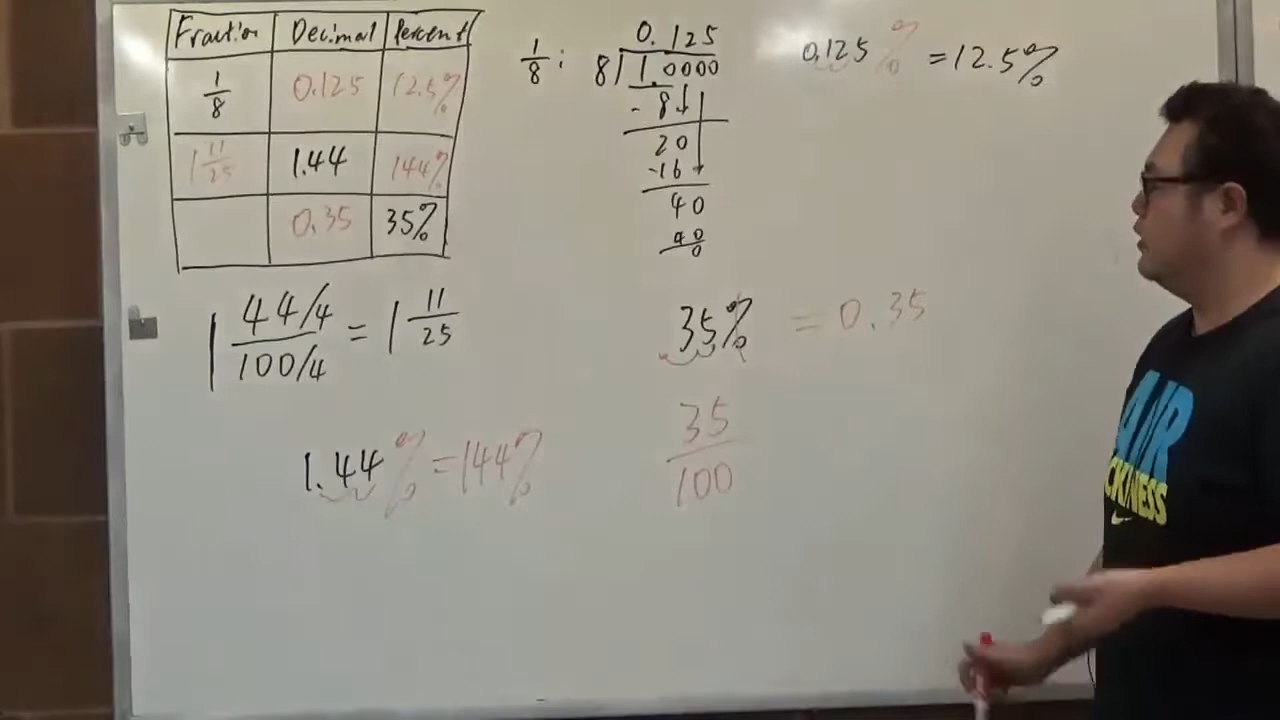 Fraction Decimal Percent
1/8 0.125 12.5%
1 11/25 1.44 144%
0.35 35%
1 44/4 / 100/4 = 1 11/25
1.44% = 144%
1/8 :
0.125
8 1.0000
- 8
20
-16
40
40
0
0.125% = 12.5%
35% = 0.35
35/100
AIR